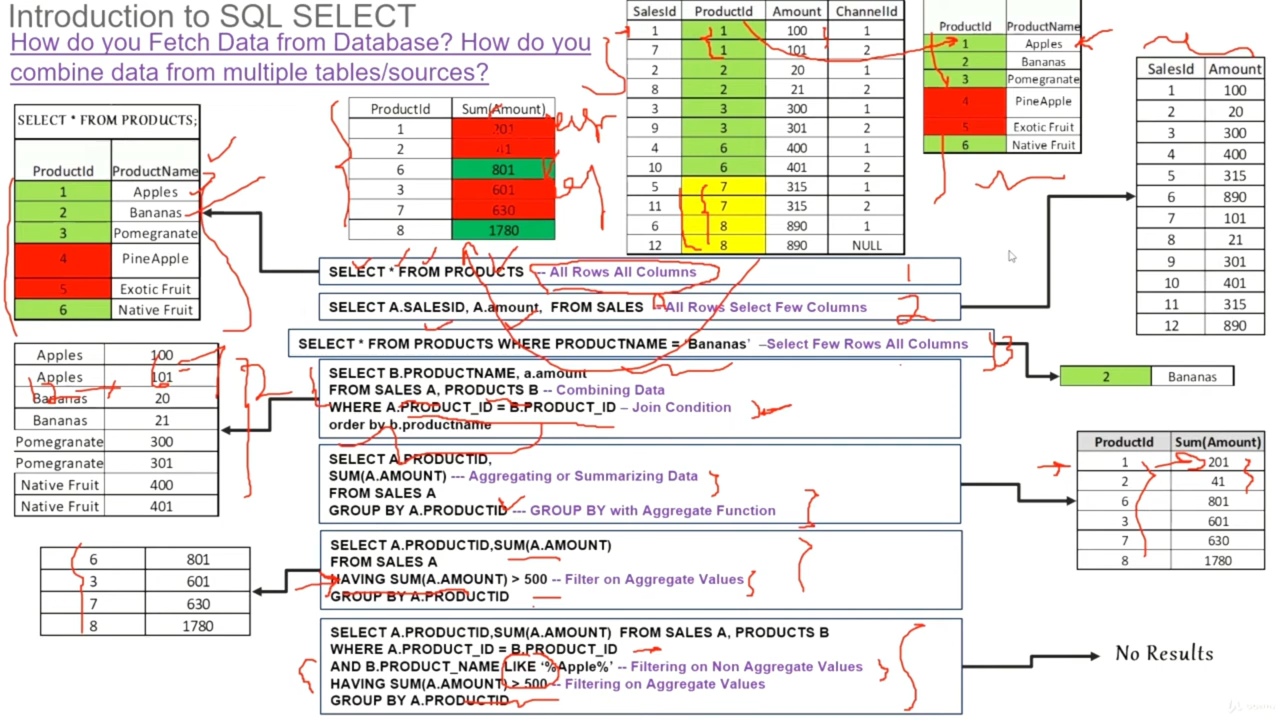 Introduction to SQL SELECT
How do you Fetch Data from Database? How do you
combine data from multiple tables/sources?
SalesId ProductId Amount ChannelId
1 1 100 1
7 1 101 2
2 2 20 1
8 2 21 2
3 3 300 1
9 3 301 2
4 6 400 1
10 6 401 2
5 7 315 1
11 7 315 2
6 8 890 1
12 8 890 NULL
ProductId ProductName
1 Apples
2 Bananas
3 Pomegranate
4 PineApple
5 Exotic Fruit
6 Native Fruit
SalesId Amount
1 100
2 20
3 300
4 400
5 315
6 890
7 101
8 21
9 301
10 401
11 315
12 890
SELECT * FROM PRODUCTS;
ProductId ProductName
1 Apples
2 Bananas
3 Pomegranate
4 PineApple
5 Exotic Fruit
6 Native Fruit
ProductId Sum(Amount)
1 201
2 41
6 801
3 601
7 630
8 1780
SELECT * FROM PRODUCTS -- All Rows All Columns
1
SELECT A.SALESID, A.amount, FROM SALES A --All Rows Select Few Columns
2
SELECT * FROM PRODUCTS WHERE PRODUCTNAME = 'Bananas' –Select Few Rows All Columns
3
2 Bananas
Apples 100
Apples 101
Bananas 20
Bananas 21
Pomegranate 300
Pomegranate 301
Native Fruit 400
Native Fruit 401
SELECT B.PRODUCTNAME, a.amount
FROM SALES A, PRODUCTS B -- Combining Data
WHERE A.PRODUCT_ID = B.PRODUCT_ID – Join Condition
order by b.productname
SELECT A.PRODUCTID,
SUM(A.AMOUNT) --- Aggregating or Summarizing Data
FROM SALES A
GROUP BY A.PRODUCTID --- GROUP BY with Aggregate Function
ProductId Sum(Amount)
1 201
2 41
6 801
3 601
7 630
8 1780
6 801
3 601
7 630
8 1780
SELECT A.PRODUCTID,SUM(A.AMOUNT)
FROM SALES A
HAVING SUM(A.AMOUNT) > 500 -- Filter on Aggregate Values
GROUP BY A.PRODUCTID
SELECT A.PRODUCTID,SUM(A.AMOUNT) FROM SALES A, PRODUCTS B
WHERE A.PRODUCT_ID = B.PRODUCT_ID
AND B.PRODUCT_NAME LIKE '%Apple%' -- Filtering on Non Aggregate Values
HAVING SUM(A.AMOUNT) > 500 -- Filtering on Aggregate Values
GROUP BY A.PRODUCTID
No Results